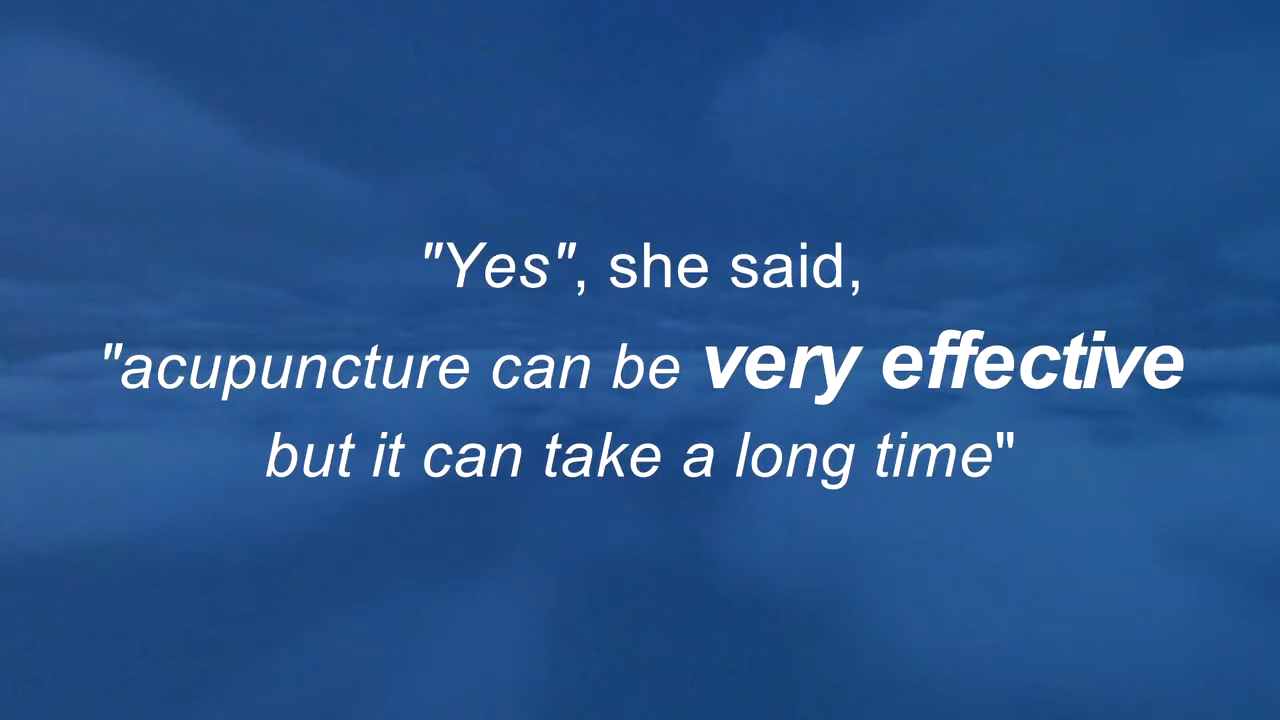 "Yes", she said,
"acupuncture can be very effective
but it can take a long time"